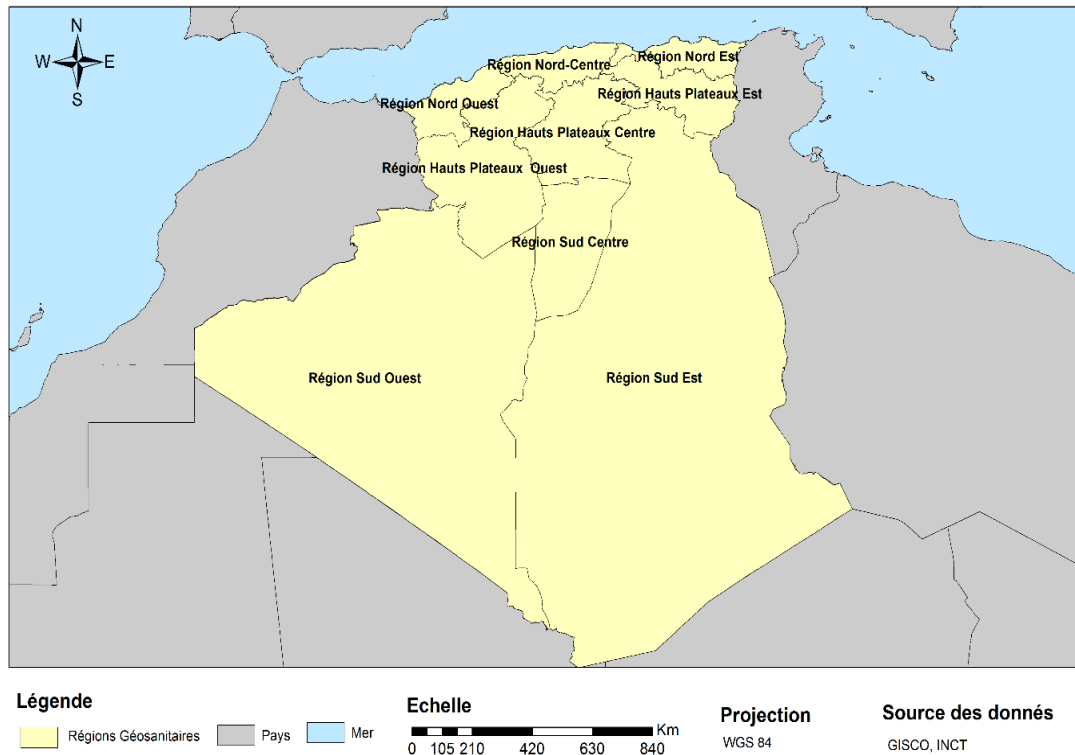 N
W E
S
Région Nord-Centre
Région Nord Est
Région Nord Ouest
Région Hauts Plateaux Est
Région Hauts Plateaux Centre
Région Hauts Plateaux Ouest
Région Sud Centre
Région Sud Ouest
Région Sud Est
Légende
Régions Géosanitaires
Pays
Mer
Echelle
Km
0 105 210 420 630 840
Projection
WGS 84
Source des donnés
GISCO, INCT